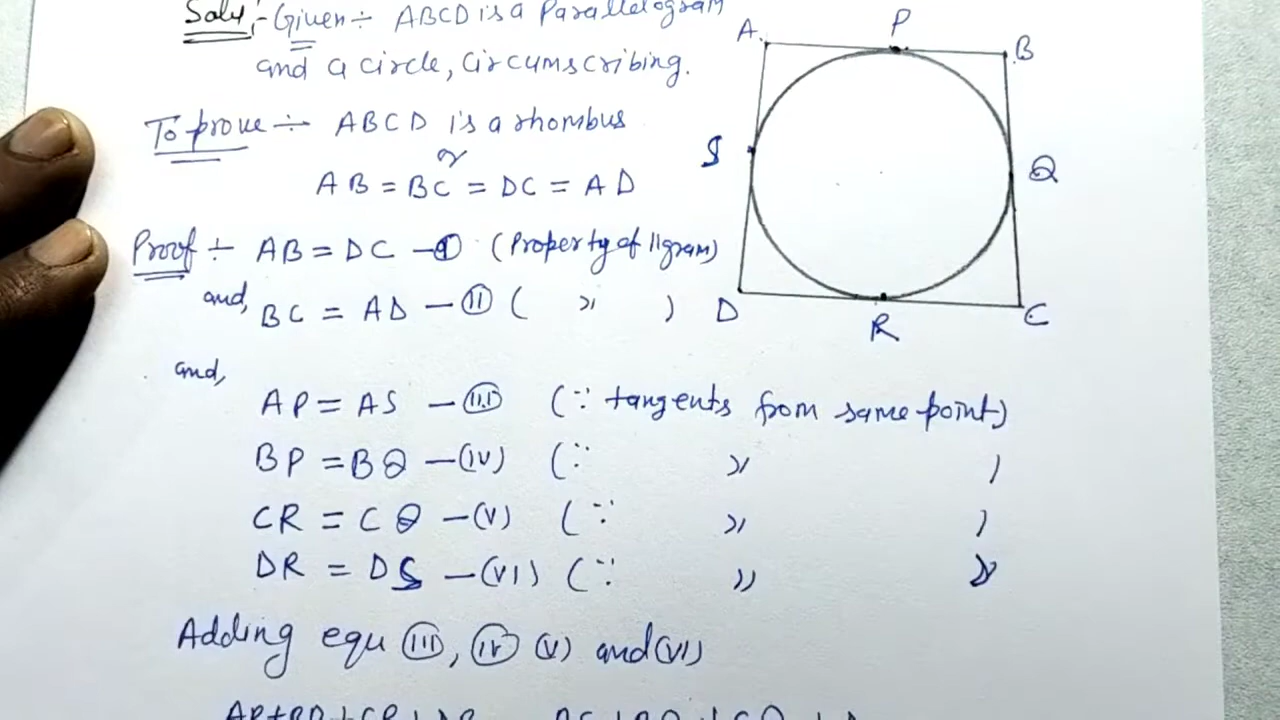 Soln:- Given ÷ ABCD is a Parallelogram
and a circle, circumscribing.
To prove ÷ ABCD is a rhombus
or
AB = BC = DC = AD
Proof ÷ AB = DC — (I) (Property of ||gram)
and, BC = AD — (II) ( " )
and,
AP = AS — (III) (∵ tangents from same point)
BP = BQ — (IV) (∵ " )
CR = CQ — (V) (∵ " )
DR = DS — (VI) (∵ " )
Adding equ (III), (IV) (V) and (VI)
A
P
B
S
Q
D
R
C